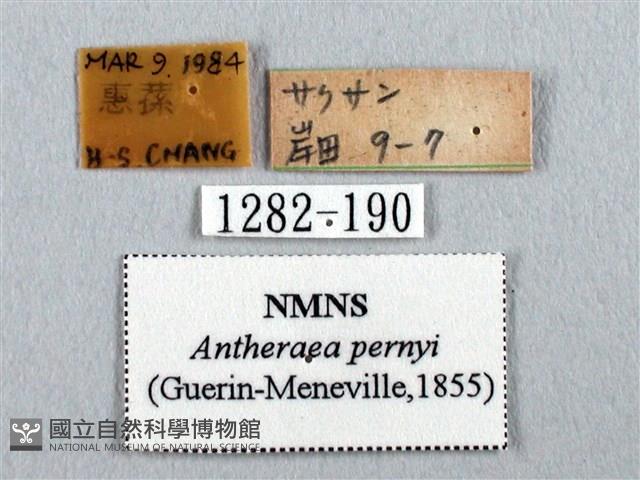 MAR 9. 1984
惠蓀
H-S. CHANG
サクサン
岸田 9-7
1282-190
NMNS
Antheraea pernyi
(Guerin-Meneville,1855)
國立自然科學博物館
NATIONAL MUSEUM OF NATURAL SCIENCE